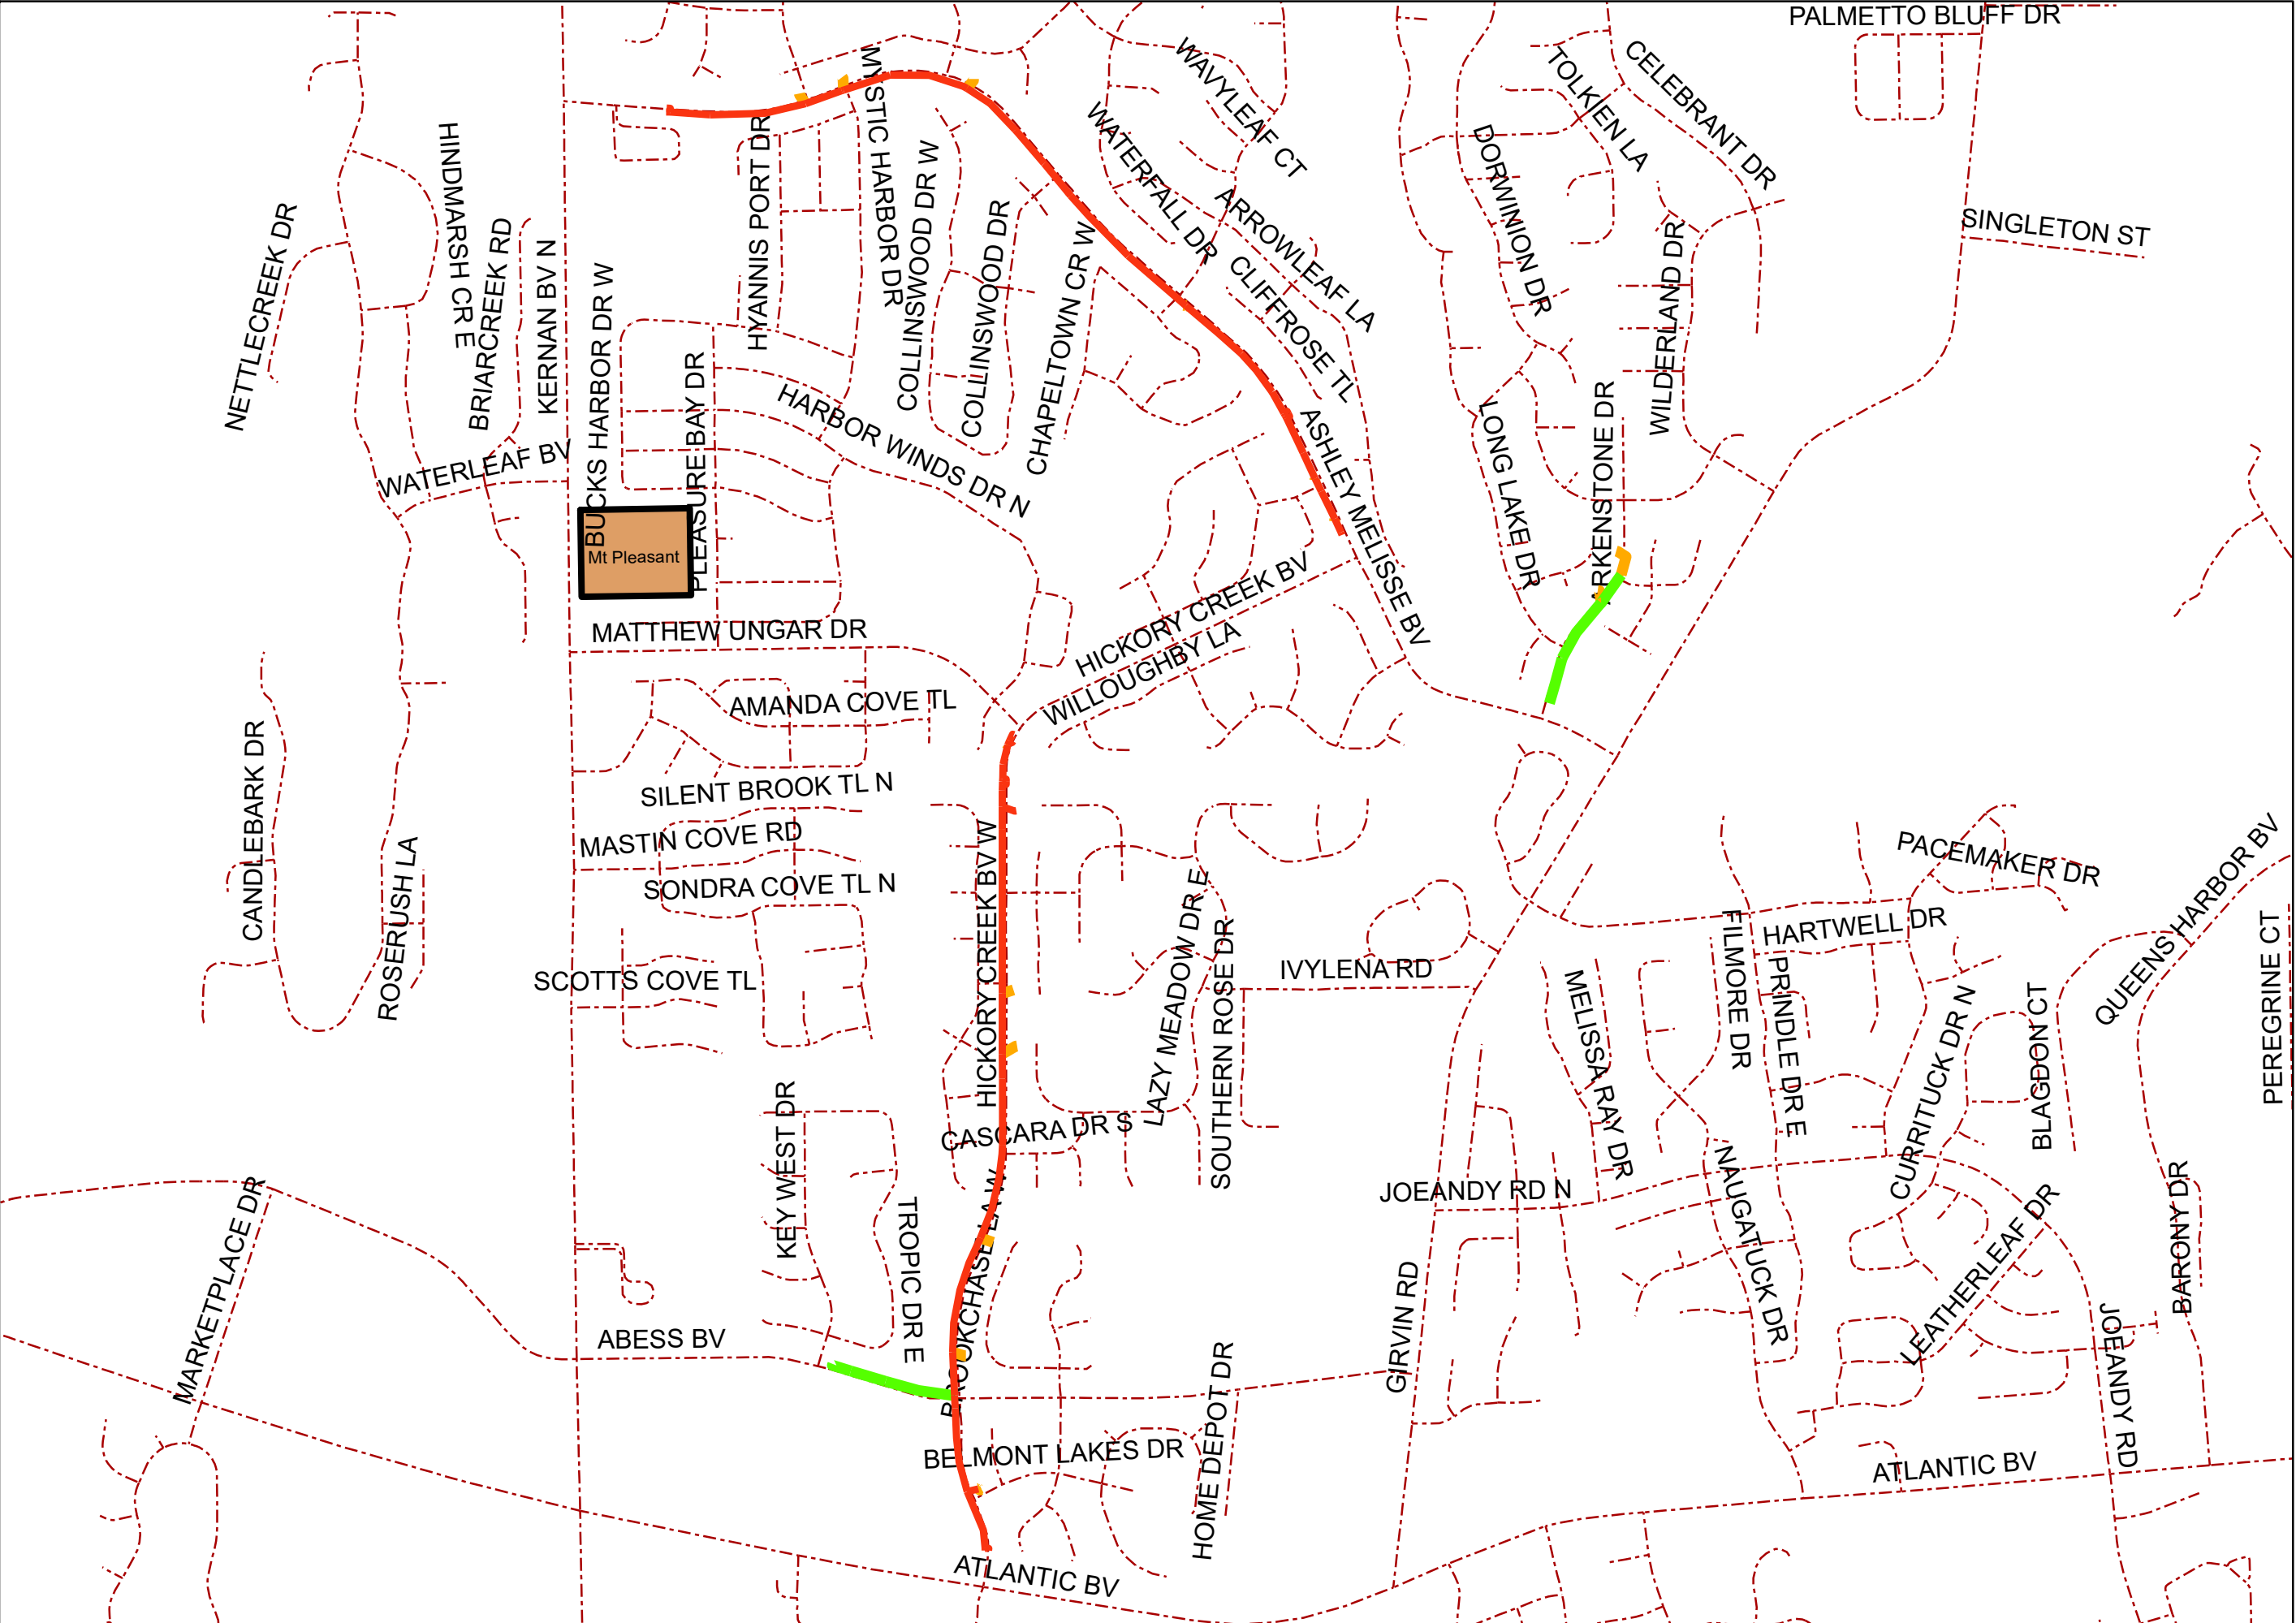 PALMETTO BLUFF DR
MYSTIC HARBOR DR
WAVYLEAF CT
TOLKIEN LA
CELEBRANT DR
HINDMARSH CR E
HYANNIS PORT DR
COLLINSWOOD DR W
WATERFALL DR
DORWINION DR
NETTLECREEK DR
BRIARCREEK RD
KERNAN BV N
BUCKS HARBOR DR W
COLLINSWOOD DR
CHAPELTOWN CR W
ARROWLEAF LA
CLIFFROSE TL
WILDERLAND DR
SINGLETON ST
PLEASURE BAY DR
HARBOR WINDS DR N
WATERLEAF BV
ASHLEY MELISSE BV
LONG LAKE DR
ARKENSTONE DR
Mt Pleasant
MATTHEW UNGAR DR
HICKORY CREEK BV
WILLOUGHBY LA
AMANDA COVE TL
CANDLEBARK DR
SILENT BROOK TL N
MASTIN COVE RD
SONDRA COVE TL N
ROSERUSH LA
HICKORY CREEK BV W
LAZY MEADOW DR E
SOUTHERN ROSE DR
PACEMAKER DR
QUEENS HARBOR BV
HARTWELL DR
FILMORE DR
PRINDLE DR E
PEREGRINE CT
SCOTTS COVE TL
IVYLENA RD
MELISSA RAY DR
CURRITUCK DR N
BLAGDON CT
KEY WEST DR
CASCARA DR S
JOEANDY RD N
NAUGATUCK DR
LEATHERLEAF DR
BARONY DR
MARKETPLACE DR
TROPIC DR E
BROOKCHASE LA W
ABESS BV
GIRVIN RD
HOME DEPOT DR
JOEANDY RD
BELMONT LAKES DR
ATLANTIC BV
ATLANTIC BV